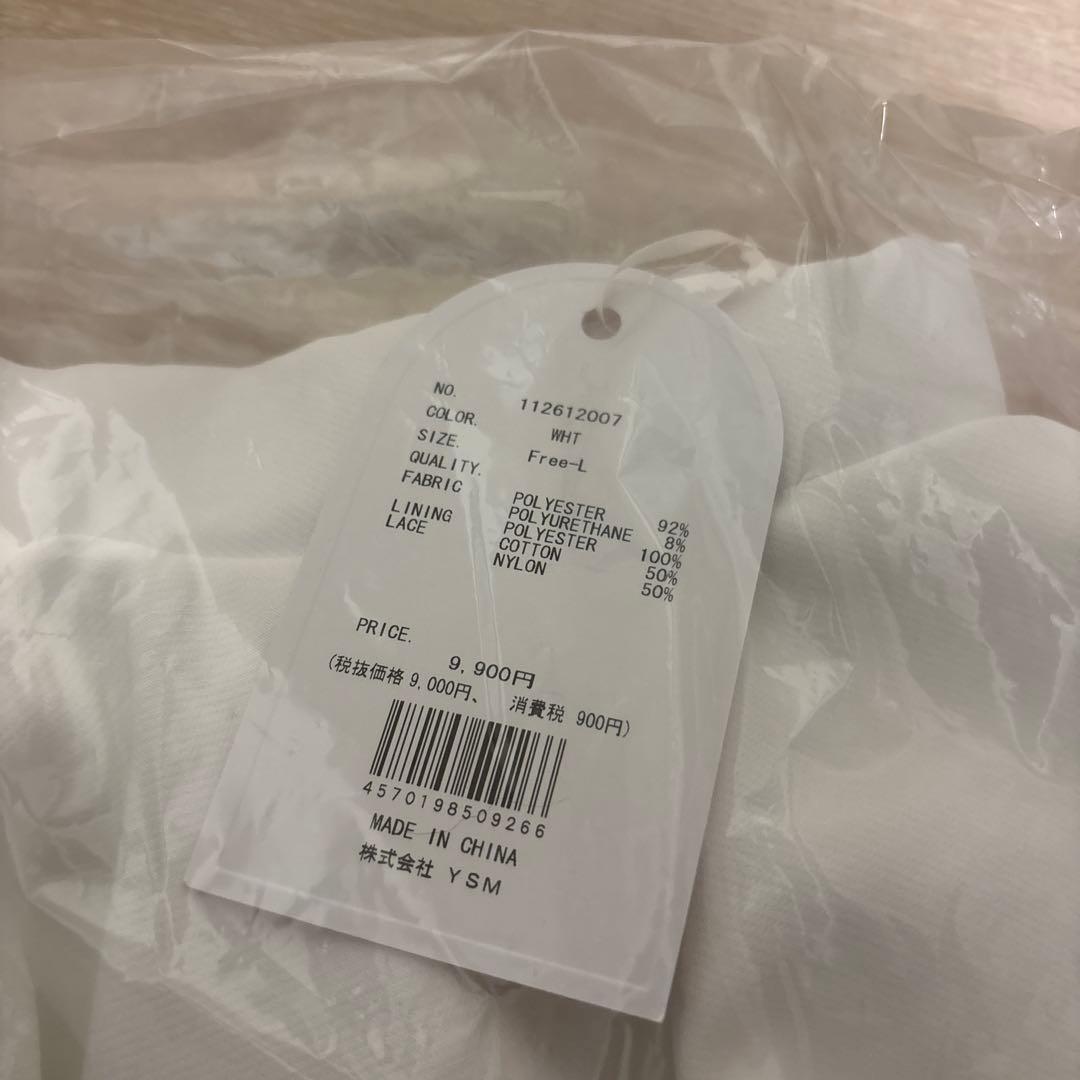 NO. 112612007
COLOR. WHT
SIZE. Free-L
QUALITY.
FABRIC POLYESTER 92%
POLYURETHANE 8%
LINING POLYESTER 100%
LACE COTTON 50%
NYLON 50%
PRICE. 9,900円
(税抜価格 9,000円、 消費税 900円)
4570198509266
MADE IN CHINA
株式会社 YSM